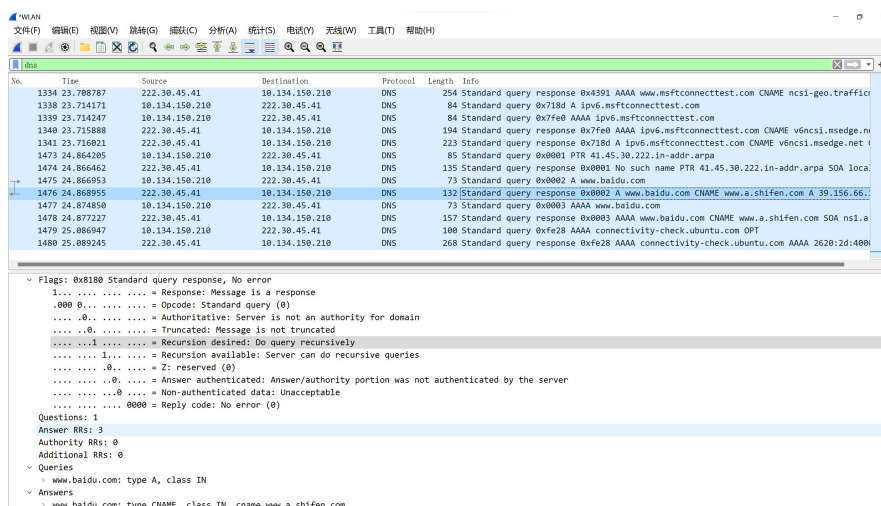 *WLAN
文件(F) 编辑(E) 视图(V) 跳转(G) 捕获(C) 分析(A) 统计(S) 电话(Y) 无线(W) 工具(T) 帮助(H)
dns
No. Time Source Destination Protocol Length Info
1334 23.708787 222.30.45.41 10.134.150.210 DNS 254 Standard query response 0x4391 AAAA www.msftconnecttest.com CNAME ncsi-geo.trafficm
1338 23.714171 10.134.150.210 222.30.45.41 DNS 84 Standard query 0x718d A ipv6.msftconnecttest.com
1339 23.714247 10.134.150.210 222.30.45.41 DNS 84 Standard query 0x7fe0 AAAA ipv6.msftconnecttest.com
1340 23.715888 222.30.45.41 10.134.150.210 DNS 194 Standard query response 0x7fe0 AAAA ipv6.msftconnecttest.com CNAME v6ncsi.msedge.ne
1341 23.716021 222.30.45.41 10.134.150.210 DNS 223 Standard query response 0x718d A ipv6.msftconnecttest.com CNAME v6ncsi.msedge.net
1473 24.864205 10.134.150.210 222.30.45.41 DNS 85 Standard query 0x0001 PTR 41.45.30.222.in-addr.arpa
1474 24.866462 222.30.45.41 10.134.150.210 DNS 135 Standard query response 0x0001 No such name PTR 41.45.30.222.in-addr.arpa SOA local
1475 24.866953 10.134.150.210 222.30.45.41 DNS 73 Standard query 0x0002 A www.baidu.com
1476 24.868955 222.30.45.41 10.134.150.210 DNS 132 Standard query response 0x0002 A www.baidu.com CNAME www.a.shifen.com A 39.156.66.
1477 24.874850 10.134.150.210 222.30.45.41 DNS 73 Standard query 0x0003 AAAA www.baidu.com
1478 24.877227 222.30.45.41 10.134.150.210 DNS 157 Standard query response 0x0003 AAAA www.baidu.com CNAME www.a.shifen.com SOA ns1.a
1479 25.086947 10.134.150.210 222.30.45.41 DNS 100 Standard query 0xfe28 AAAA connectivity-check.ubuntu.com OPT
1480 25.089245 222.30.45.41 10.134.150.210 DNS 268 Standard query response 0xfe28 AAAA connectivity-check.ubuntu.com AAAA 2620:2d:400
Flags: 0x8180 Standard query response, No error
1... .... .... .... = Response: Message is a response
.000 0... .... .... = Opcode: Standard query (0)
.... .0.. .... .... = Authoritative: Server is not an authority for domain
.... ..0. .... .... = Truncated: Message is not truncated
.... ...1 .... .... = Recursion desired: Do query recursively
.... .... 1... .... = Recursion available: Server can do recursive queries
.... .... .0.. .... = Z: reserved (0)
.... .... ..0. .... = Answer authenticated: Answer/authority portion was not authenticated by the server
.... .... ...0 .... = Non-authenticated data: Unacceptable
.... .... .... 0000 = Reply code: No error (0)
Questions: 1
Answer RRs: 3
Authority RRs: 0
Additional RRs: 0
Queries
www.baidu.com: type A, class IN
Answers
www.baidu.com: type CNAME, class IN, cname www.a.shifen.com